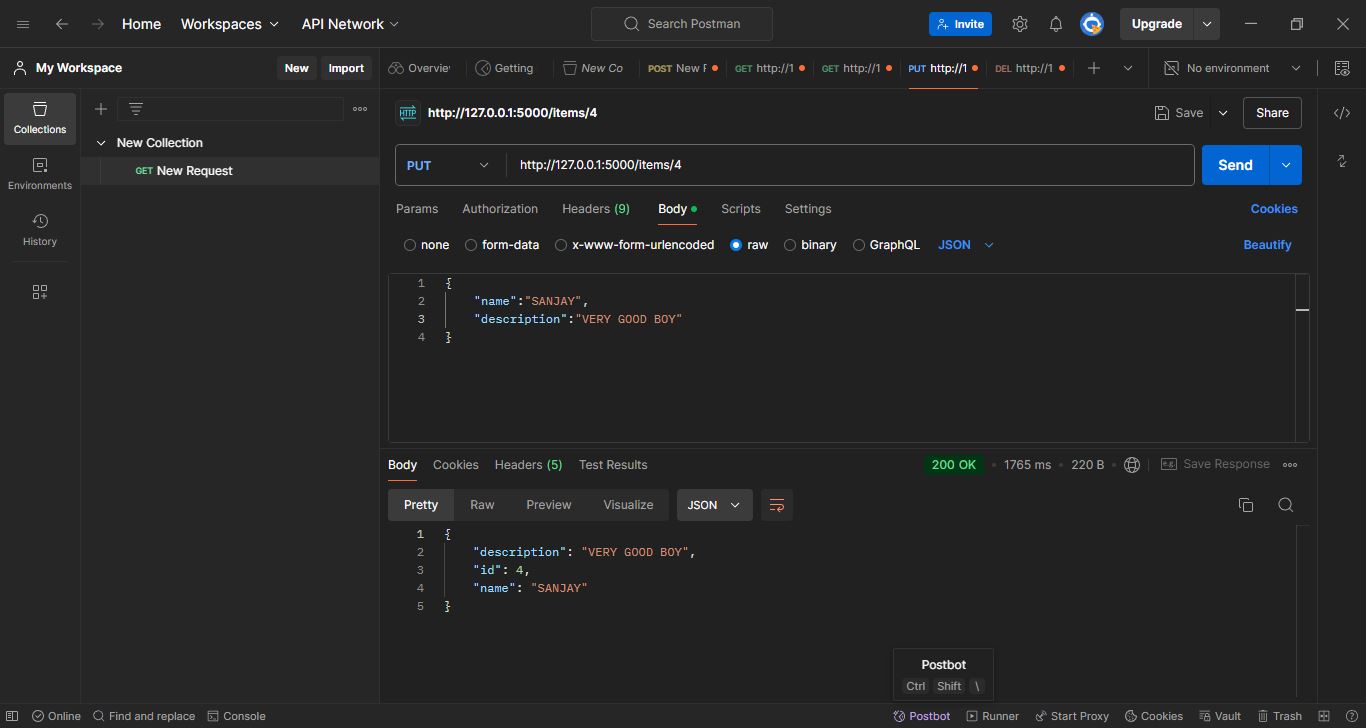 Home Workspaces API Network Search Postman Invite Upgrade
My Workspace New Import Overvie Getting New Co POST New F GET http://1 GET http://1 PUT http://1 DEL http://1 No environment
Collections
Environments
History
New Collection
GET New Request
HTTP http://127.0.0.1:5000/items/4 Save Share
PUT http://127.0.0.1:5000/items/4 Send
Params Authorization Headers (9) Body Scripts Settings Cookies
none form-data x-www-form-urlencoded raw binary GraphQL JSON Beautify
1 {
2 "name":"SANJAY",
3 "description":"VERY GOOD BOY"
4 }
Body Cookies Headers (5) Test Results 200 OK 1765 ms 220 B e.g. Save Response
Pretty Raw Preview Visualize JSON
1 {
2 "description": "VERY GOOD BOY",
3 "id": 4,
4 "name": "SANJAY"
5 }
Postbot
Ctrl Shift \
Online Find and replace Console Postbot Runner Start Proxy Cookies Vault Trash